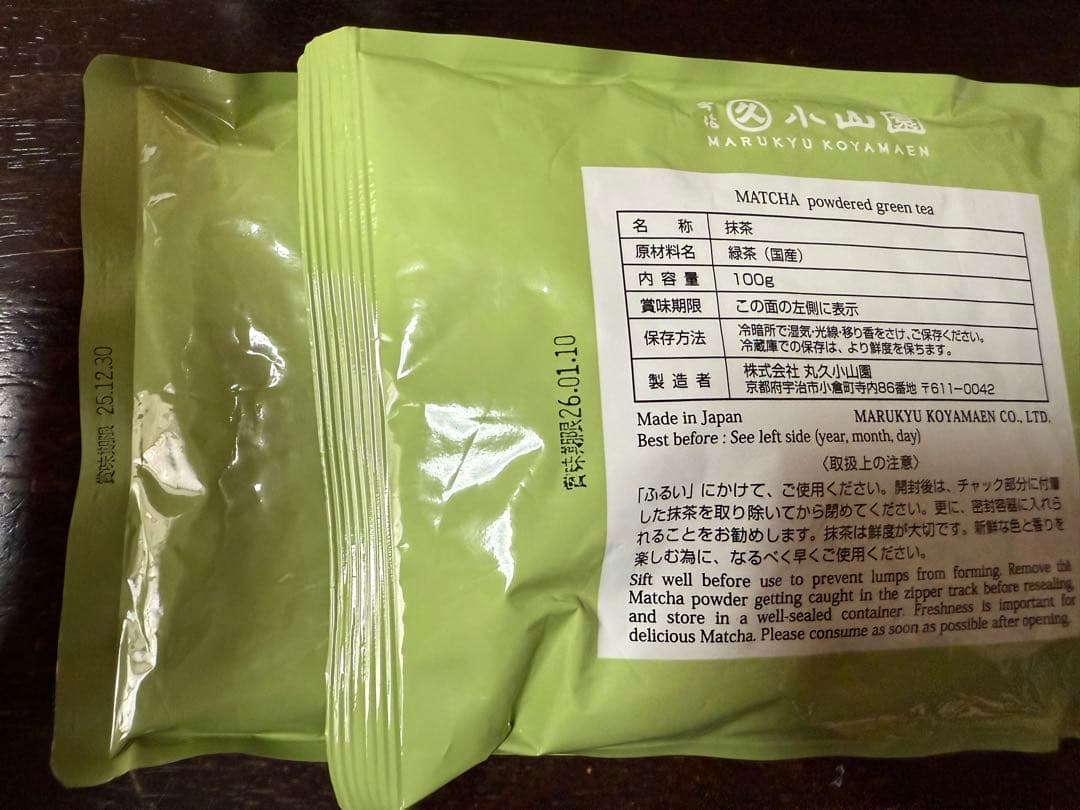 久 小山園
MARUKYU KOYAMAEN
MATCHA powdered green tea
名 称 抹茶
原材料名 緑茶（国産）
内容量 100g
賞味期限 この面の左側に表示
保存方法 冷暗所で湿気・光線・移り香をさけ、ご保存ください。
冷蔵庫での保存は、より鮮度を保ちます。
製造者 株式会社 丸久小山園
京都府宇治市小倉町寺内86番地 〒611-0042
Made in Japan MARUKYU KOYAMAEN CO., LTD.
Best before : See left side (year, month, day)
〈取扱上の注意〉
「ふるい」にかけて、ご使用ください。開封後は、チャック部分に付着
した抹茶を取り除いてから閉めてください。更に、密封容器に入れら
れることをお勧めします。抹茶は鮮度が大切です。新鮮な色と香りを
楽しむ為に、なるべく早くご使用ください。
Sift well before use to prevent lumps from forming. Remove the
Matcha powder getting caught in the zipper track before resealing,
and store in a well-sealed container. Freshness is important for
delicious Matcha. Please consume as soon as possible after opening.
賞味期限 26.01.10
賞味期限 25.12.30